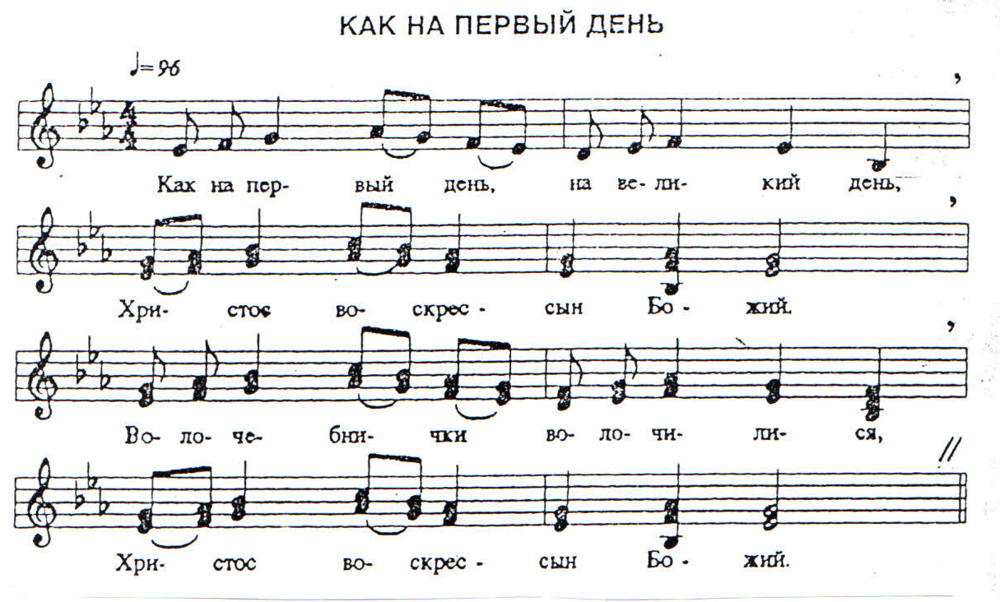 КАК НА ПЕРВЫЙ ДЕНЬ
♩= 96
Как на пер- вый день, на ве- ли- кий день,
Хри- стос во- скрес - сын Бо - жий.
Во- ло- че- бни- чки во- ло- чи- ли- ся,
Хри- стос во- скрес - сын Бо - жий.